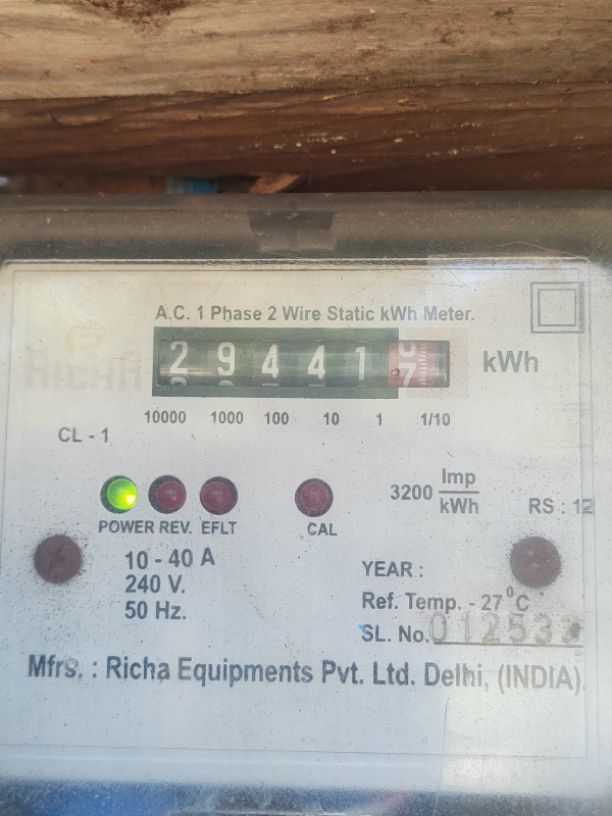 A.C. 1 Phase 2 Wire Static kWh Meter.
RICHA
2 9 4 4 1 7 kWh
10000 1000 100 10 1 1/10
CL - 1
3200 Imp/kWh
RS : 12
POWER REV. EFLT CAL
10 - 40 A
240 V.
50 Hz.
YEAR :
Ref. Temp. - 27°C
SL. No.
Mfrs. : Richa Equipments Pvt. Ltd. Delhi, (INDIA).